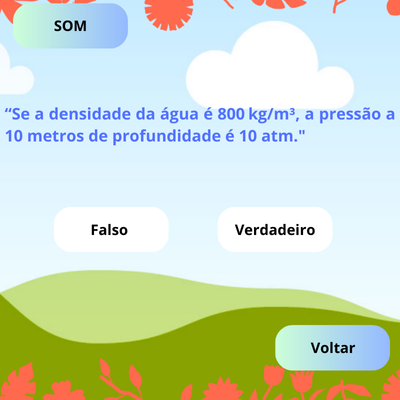 SOM
“Se a densidade da água é 800 kg/m³, a pressão a
10 metros de profundidade é 10 atm."
Falso
Verdadeiro
Voltar